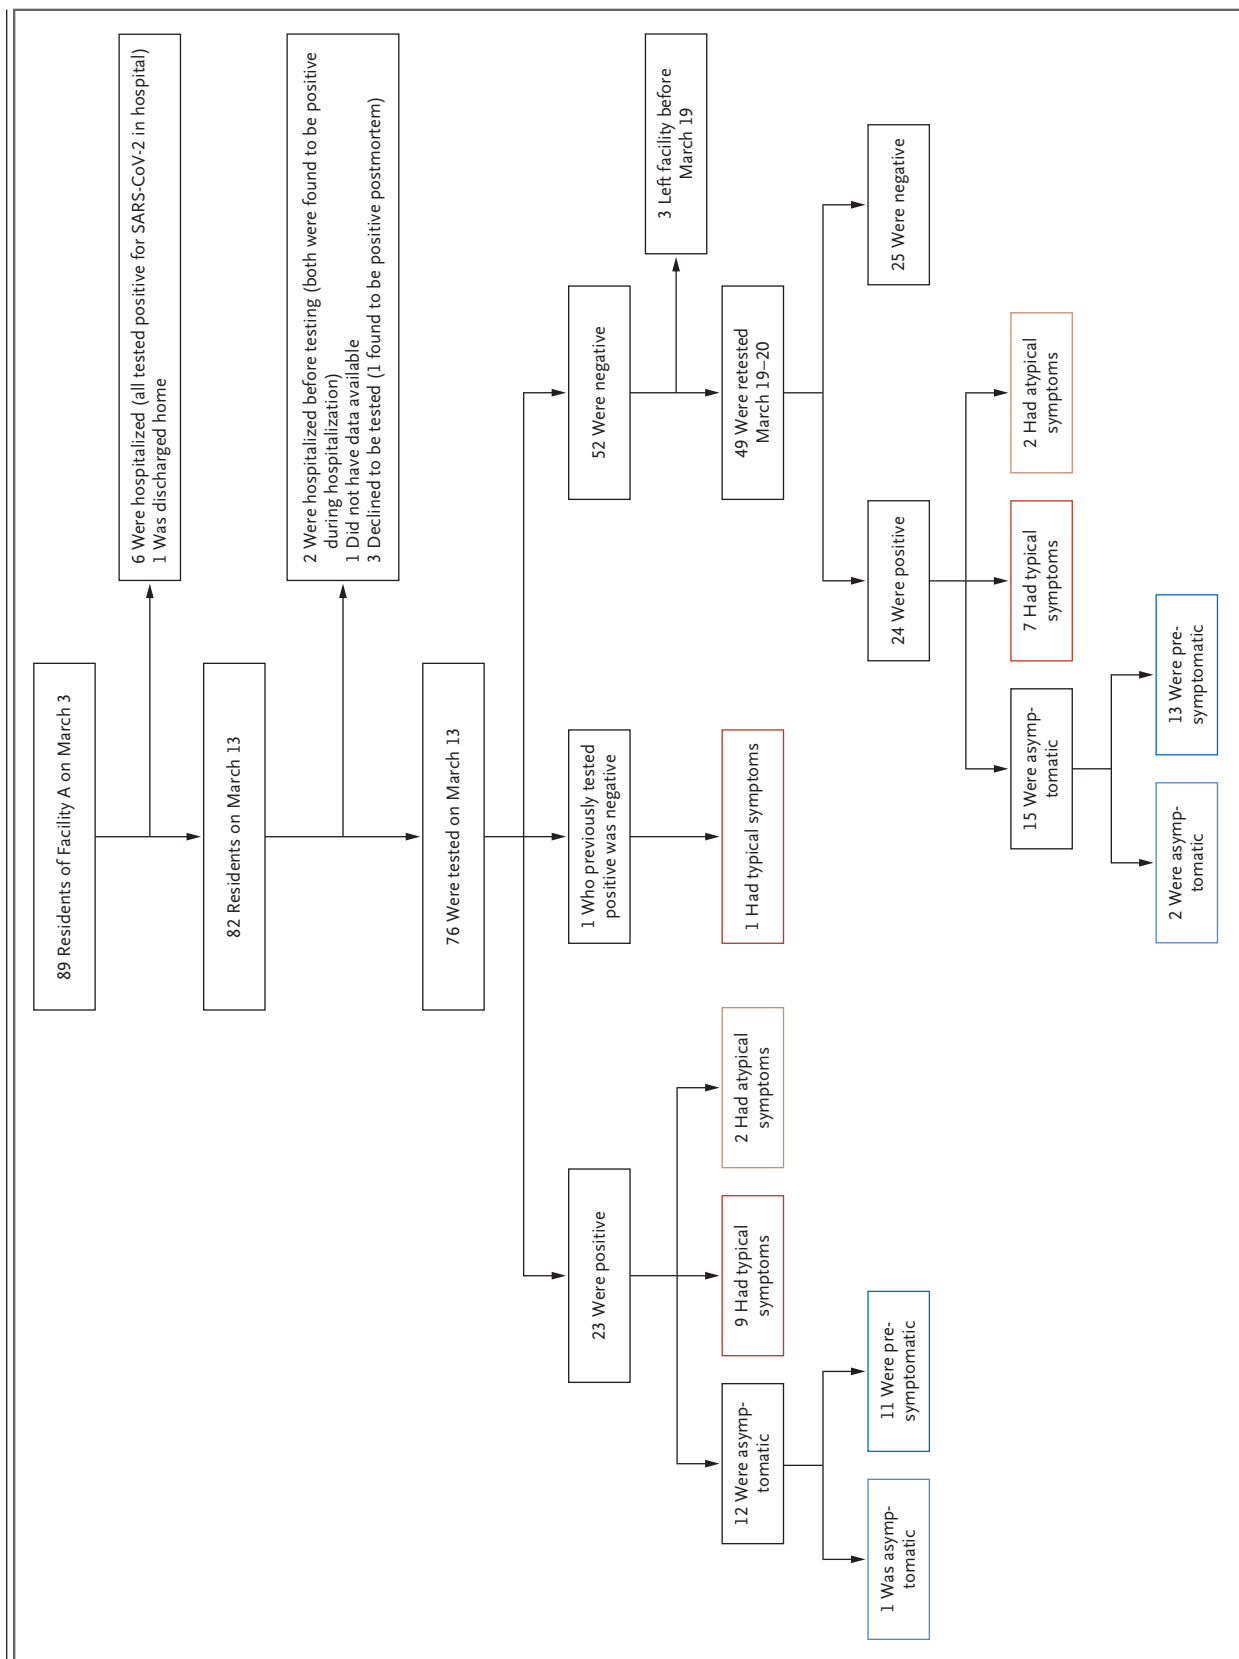 89 Residents of Facility A on March 3
6 Were hospitalized (all tested positive for SARS-CoV-2 in hospital)
1 Was discharged home
82 Residents on March 13
2 Were hospitalized before testing (both were found to be positive
during hospitalization)
1 Did not have data available
3 Declined to be tested (1 found to be positive postmortem)
76 Were tested on March 13
23 Were positive
1 Who previously tested
positive was negative
52 Were negative
3 Left facility before
March 19
12 Were asymp-
tomatic
9 Had typical
symptoms
2 Had atypical
symptoms
1 Had typical symptoms
49 Were retested
March 19–20
1 Was asymp-
tomatic
11 Were pre-
symptomatic
24 Were positive
25 Were negative
15 Were asymp-
tomatic
7 Had typical
symptoms
2 Had atypical
symptoms
2 Were asymp-
tomatic
13 Were pre-
symptomatic